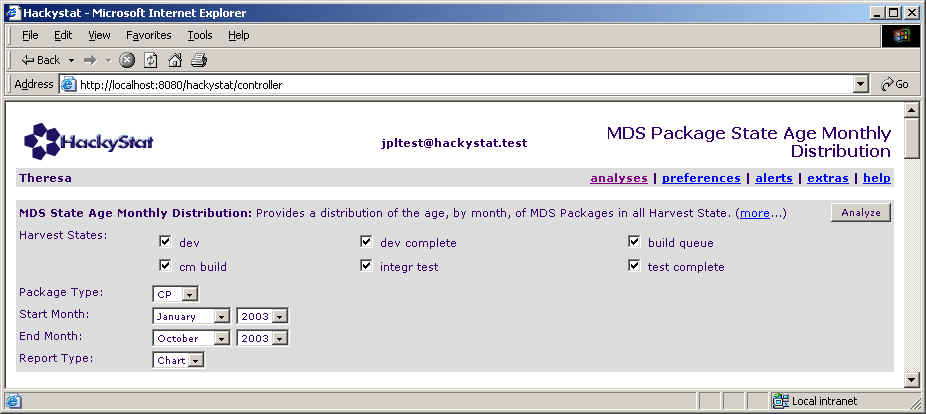 Hackystat - Microsoft Internet Explorer
File Edit View Favorites Tools Help
Back
Address http://localhost:8080/hackystat/controller Go
HackyStat jpltest@hackystat.test MDS Package State Age Monthly
Distribution
Theresa analyses | preferences | alerts | extras | help
MDS State Age Monthly Distribution: Provides a distribution of the age, by month, of MDS Packages in all Harvest State. (more...) Analyze
Harvest States: dev dev complete build queue
cm build integr test test complete
Package Type: CP
Start Month: January 2003
End Month: October 2003
Report Type: Chart
Local intranet